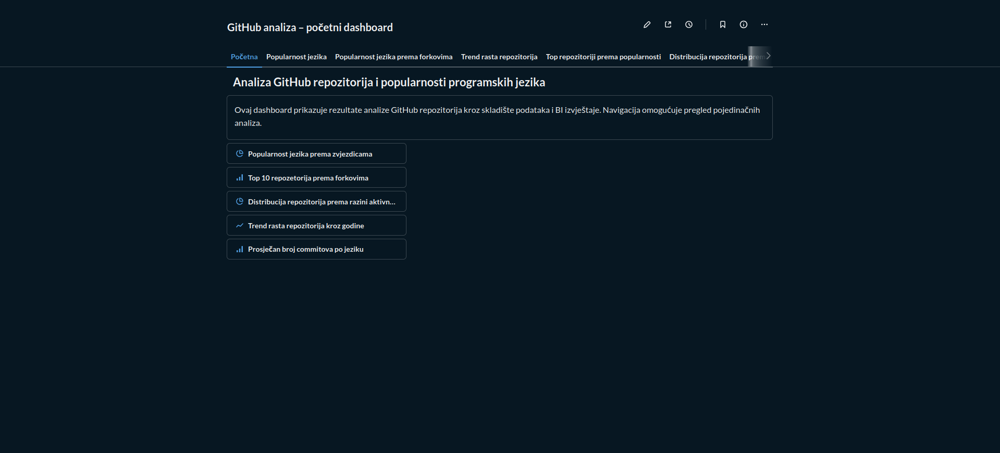 GitHub analiza – početni dashboard
Početna Popularnost jezika Popularnost jezika prema forkovima Trend rasta repozitorija Top repozitoriji prema popularnosti Distribucija repozitorija prem
Analiza GitHub repozitorija i popularnosti programskih jezika
Ovaj dashboard prikazuje rezultate analize GitHub repozitorija kroz skladište podataka i BI izvještaje. Navigacija omogućuje pregled pojedinačnih
analiza.
Popularnost jezika prema zvjezdicama
Top 10 repozetorija prema forkovima
Distribucija repozitorija prema razini aktivn...
Trend rasta repozitorija kroz godine
Prosječan broj commitova po jeziku